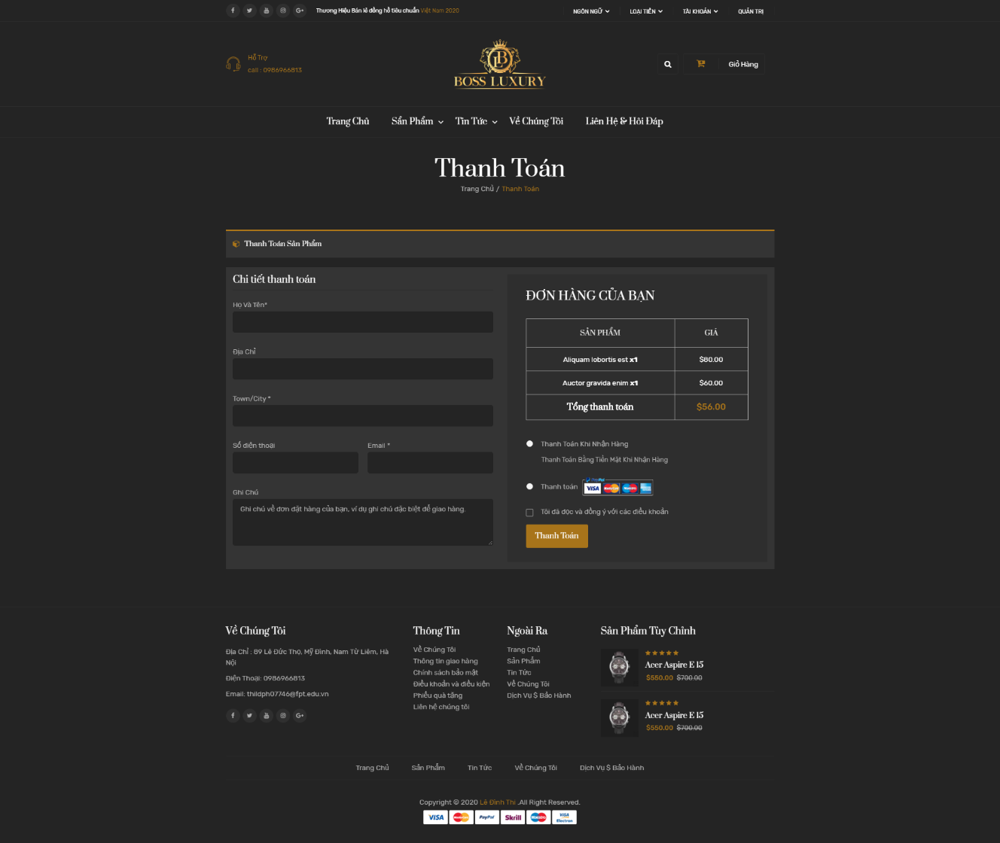 Thương Hiệu Bán lẻ đồng hồ tiêu chuẩn Việt Nam 2020
NGÔN NGỮ
LOẠI TIỀN
TÀI KHOẢN
QUẢN TRỊ
Hỗ Trợ
call : 0986966813
LB
BOSS LUXURY
Giỏ Hàng
Trang Chủ
Sản Phẩm
Tin Tức
Về Chúng Tôi
Liên Hệ & Hỏi Đáp
Thanh Toán
Trang Chủ / Thanh Toán
Thanh Toán Sản Phẩm
Chi tiết thanh toán
Họ Và Tên*
Địa Chỉ
Town/City *
Số điện thoại
Email *
Ghi Chú
Ghi chú về đơn đặt hàng của bạn, ví dụ ghi chú đặc biệt để giao hàng.
ĐƠN HÀNG CỦA BẠN
SẢN PHẨM GIÁ
Aliquam lobortis est x1 $80.00
Auctor gravida enim x1 $60.00
Tổng thanh toán $56.00
Thanh Toán Khi Nhận Hàng
Thanh Toán Bằng Tiền Mặt Khi Nhận Hàng
Thanh toán
PayPal
VISA MasterCard Maestro
Tôi đã đọc và đồng ý với các điều khoản
Thanh Toán
Về Chúng Tôi
Địa Chỉ : 89 Lê Đức Thọ, Mỹ Đình, Nam Từ Liêm, Hà
Nội
Điện Thoại: 0986966813
Email: thildph07746@fpt.edu.vn
Thông Tin
Về Chúng Tôi
Thông tin giao hàng
Chính sách bảo mật
Điều khoản và điều kiện
Phiếu quà tặng
Liên hệ chúng tôi
Ngoài Ra
Trang Chủ
Sản Phẩm
Tin Tức
Về Chúng Tôi
Dịch Vụ $ Bảo Hành
Sản Phẩm Tùy Chỉnh
Acer Aspire E 15
$550.00 $700.00
Acer Aspire E 15
$550.00 $700.00
Trang Chủ
Sản Phẩm
Tin Tức
Về Chúng Tôi
Dịch Vụ $ Bảo Hành
Copyright © 2020 Lê Đình Thi .All Right Reserved.
VISA MasterCard PayPal Skrill Maestro VISA Electron